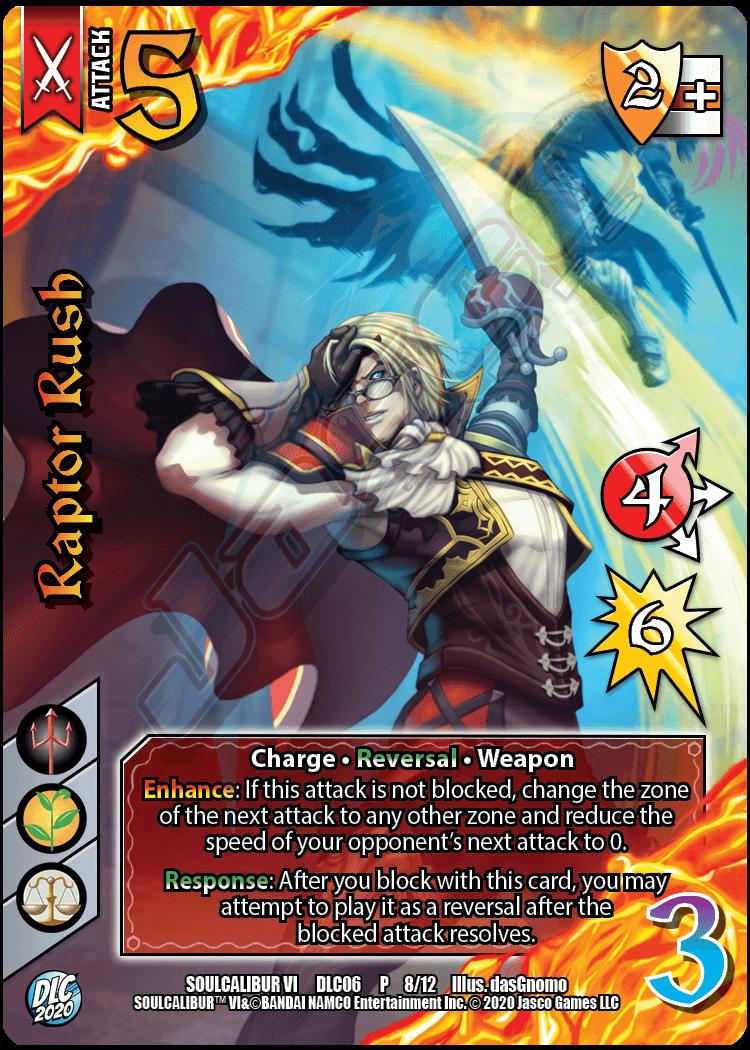 ATTACK
5
2
+
Raptor Rush
4
6
Charge • Reversal • Weapon
Enhance: If this attack is not blocked, change the zone
of the next attack to any other zone and reduce the
speed of your opponent's next attack to 0.
Response: After you block with this card, you may
attempt to play it as a reversal after the
blocked attack resolves.
3
DLC
2020
SOULCALIBUR VI DLC06 P 8/12 Illus. dasGnomo
SOULCALIBUR™ VI&©BANDAI NAMCO Entertainment Inc. © 2020 Jasco Games LLC